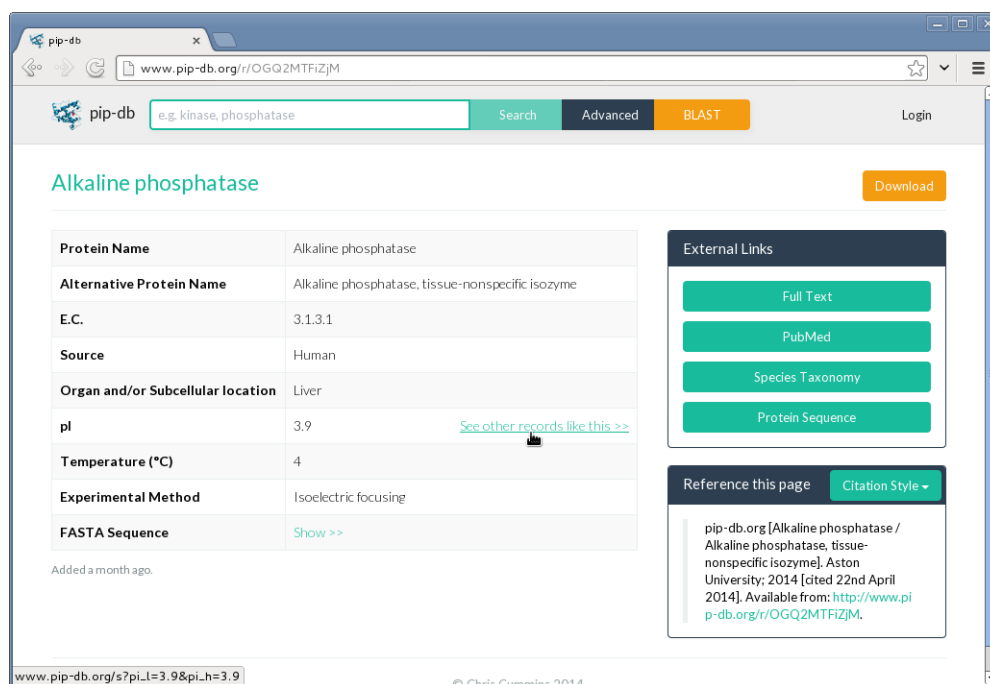 pip-db
www.pip-db.org/r/OGQ2MTFiZjM
pip-db e.g. kinase, phosphatase Search Advanced BLAST Login
Alkaline phosphatase
Download
Protein Name Alkaline phosphatase
Alternative Protein Name Alkaline phosphatase, tissue-nonspecific isozyme
E.C. 3.1.3.1
Source Human
Organ and/or Subcellular location Liver
pI 3.9 See other records like this >>
Temperature (°C) 4
Experimental Method Isoelectric focusing
FASTA Sequence Show >>
Added a month ago.
External Links
Full Text
PubMed
Species Taxonomy
Protein Sequence
Reference this page Citation Style
pip-db.org [Alkaline phosphatase /
Alkaline phosphatase, tissue-
nonspecific isozyme]. Aston
University; 2014 [cited 22nd April
2014]. Available from: http://www.pi
p-db.org/r/OGQ2MTFiZjM.
www.pip-db.org/s?pi_l=3.9&pi_h=3.9
© Chris Cummins 2014